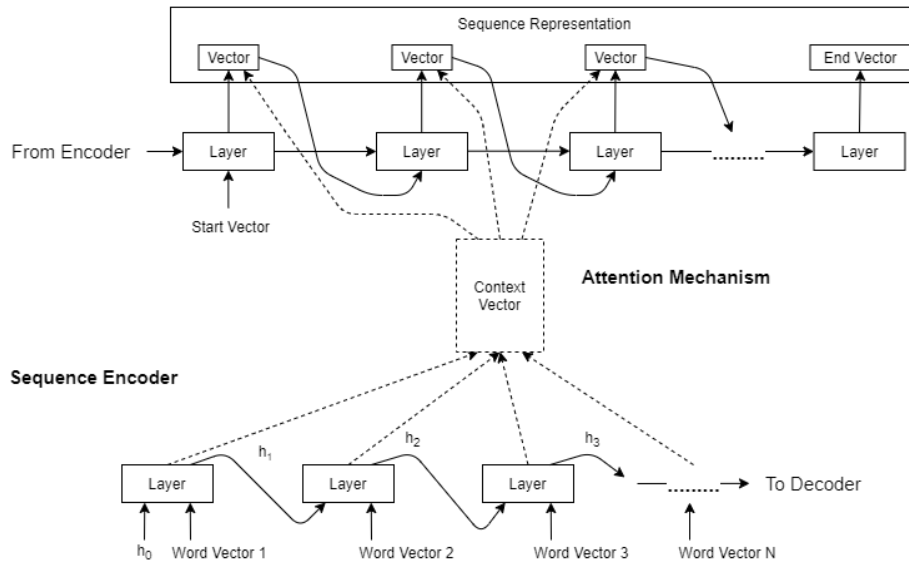 Sequence Representation
Vector Vector Vector End Vector
From Encoder Layer Layer Layer ........... Layer
Start Vector
Context
Vector
Attention Mechanism
Sequence Encoder
h1 h2 h3
Layer Layer Layer ........... To Decoder
h0 Word Vector 1 Word Vector 2 Word Vector 3 Word Vector N